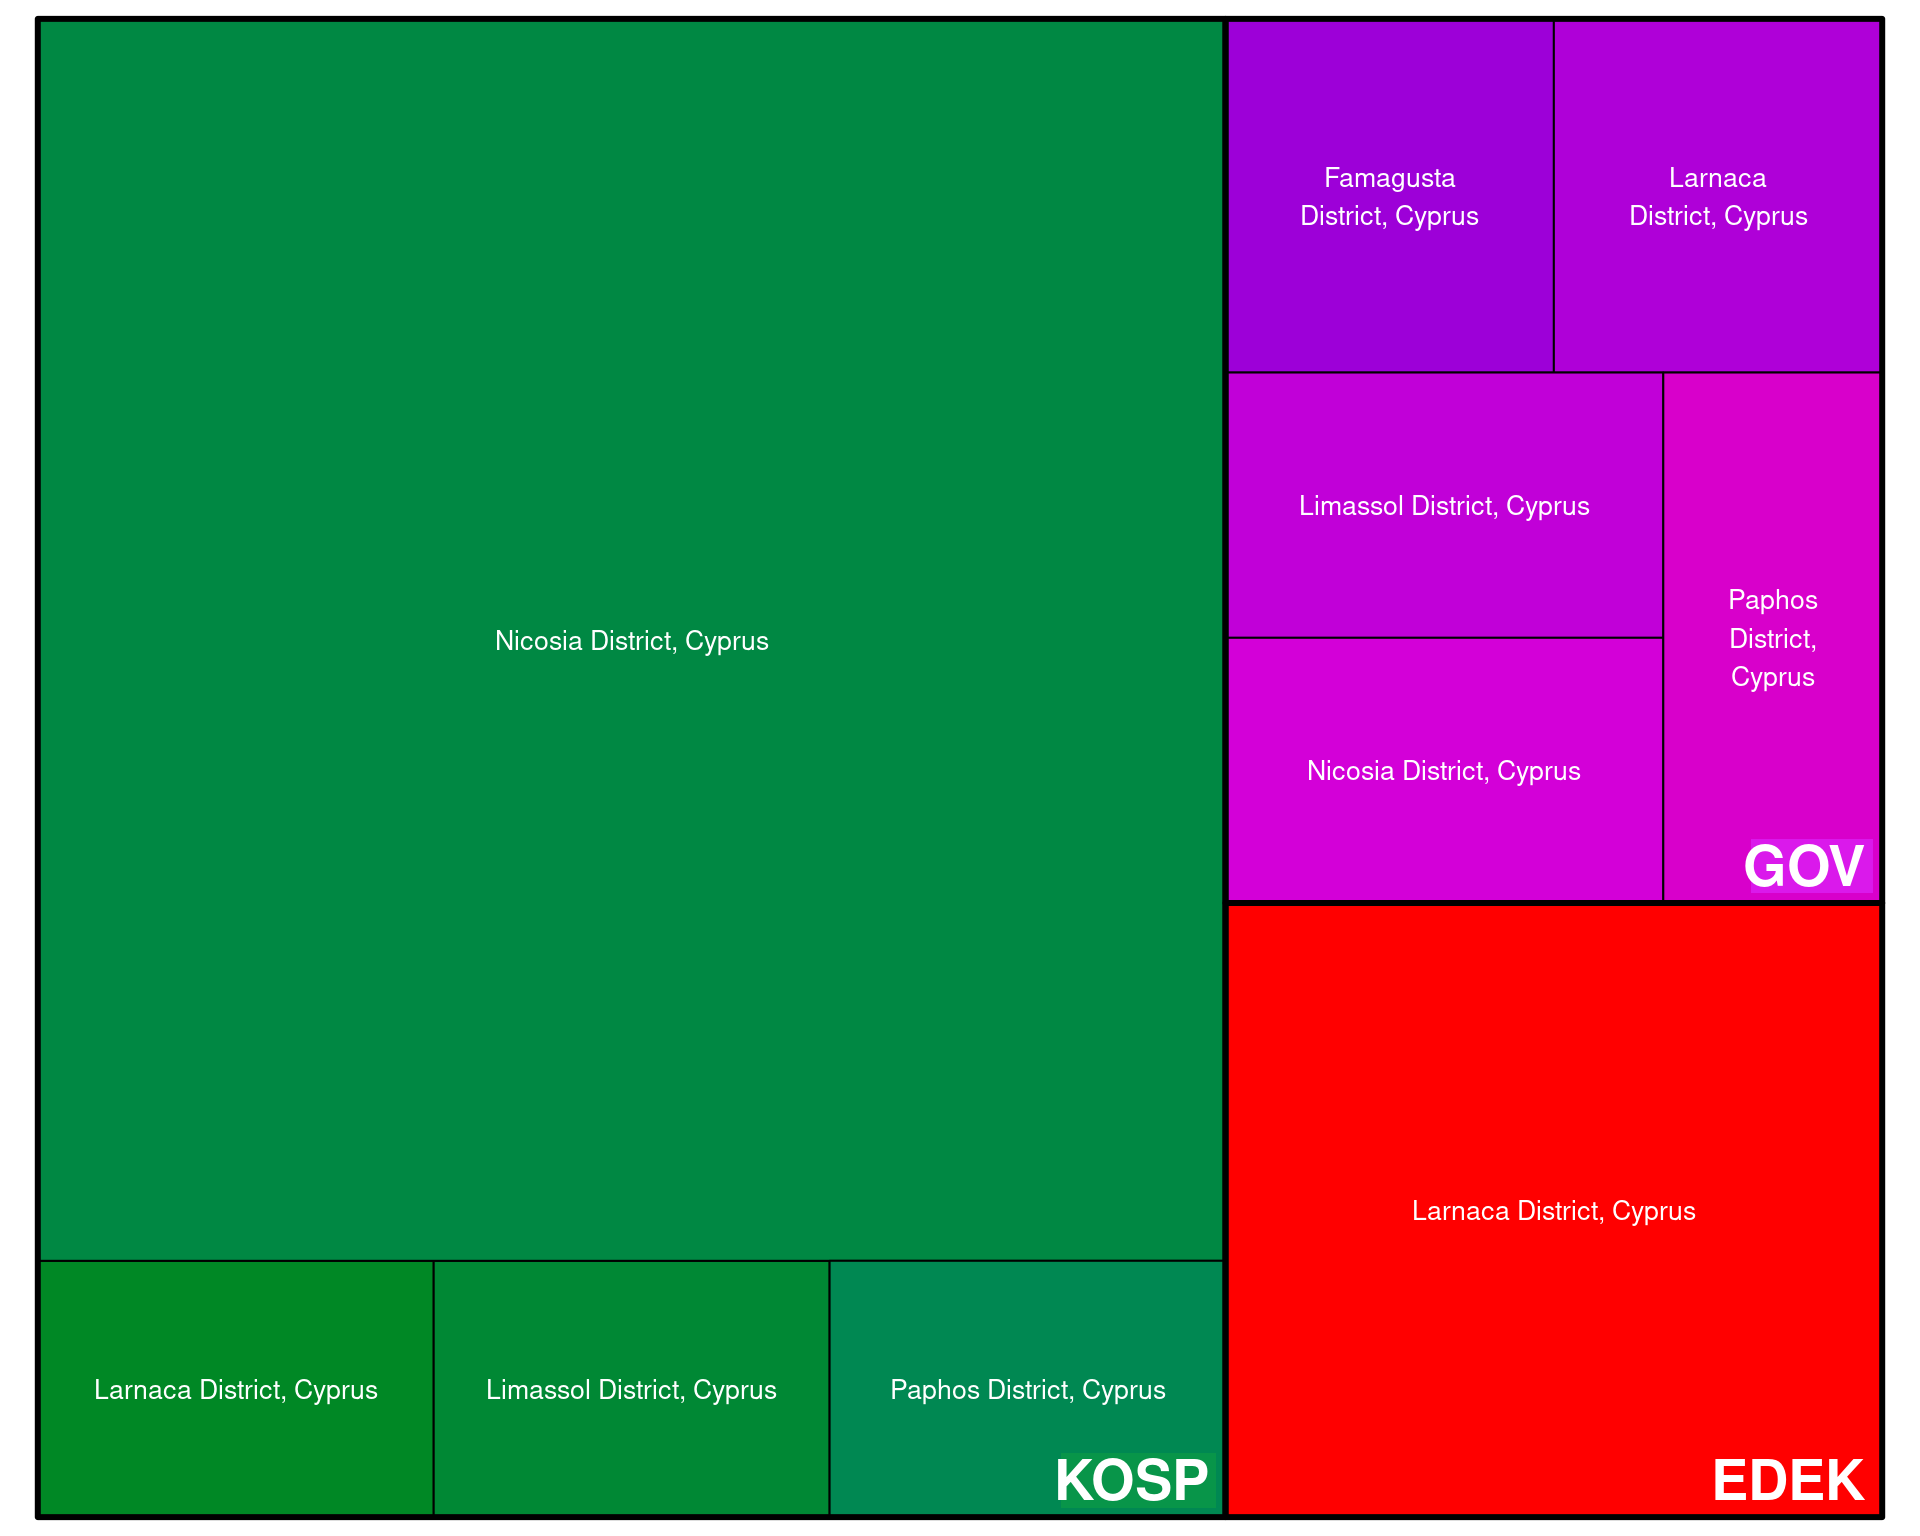 Nicosia District, Cyprus
Larnaca District, Cyprus
Limassol District, Cyprus
Paphos District, Cyprus
KOSP
Famagusta
District, Cyprus
Larnaca
District, Cyprus
Limassol District, Cyprus
Nicosia District, Cyprus
Paphos
District,
Cyprus
GOV
Larnaca District, Cyprus
EDEK